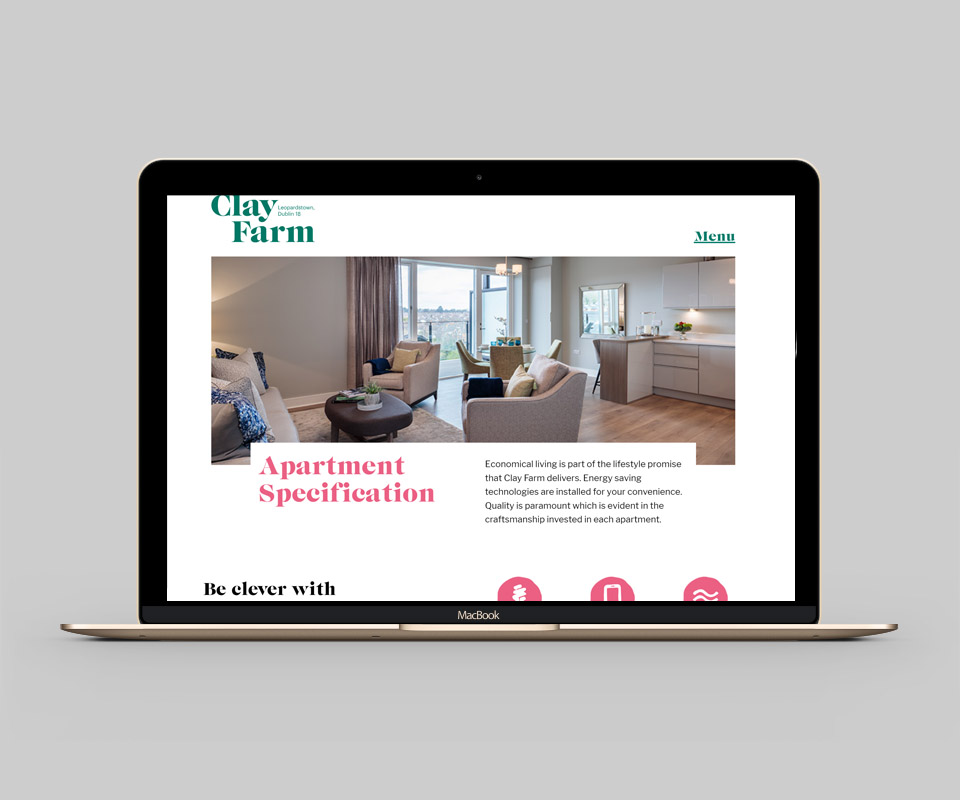 Clay
Leopardstown,
Dublin 18
Farm
Menu
Apartment
Specification
Economical living is part of the lifestyle promise
that Clay Farm delivers. Energy saving
technologies are installed for your convenience.
Quality is paramount which is evident in the
craftsmanship invested in each apartment.
Be clever with
MacBook